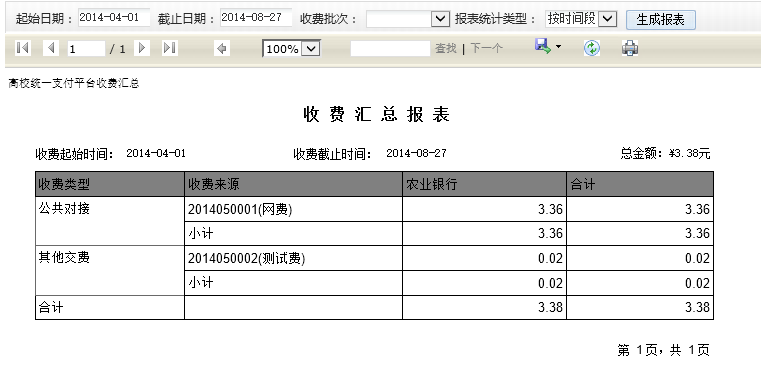 起始日期：2014-04-01 截止日期：2014-08-27 收费批次： 报表统计类型：按时间段 生成报表
1 / 1 100% 查找 | 下一个
高校统一支付平台收费汇总
收 费 汇 总 报 表
收费起始时间： 2014-04-01 收费截止时间： 2014-08-27 总金额：¥3.38元
收费类型 收费来源 农业银行 合计
公共对接 2014050001(网费) 3.36 3.36
小计 3.36 3.36
其他交费 2014050002(测试费) 0.02 0.02
小计 0.02 0.02
合计 3.38 3.38
第 1页，共 1页